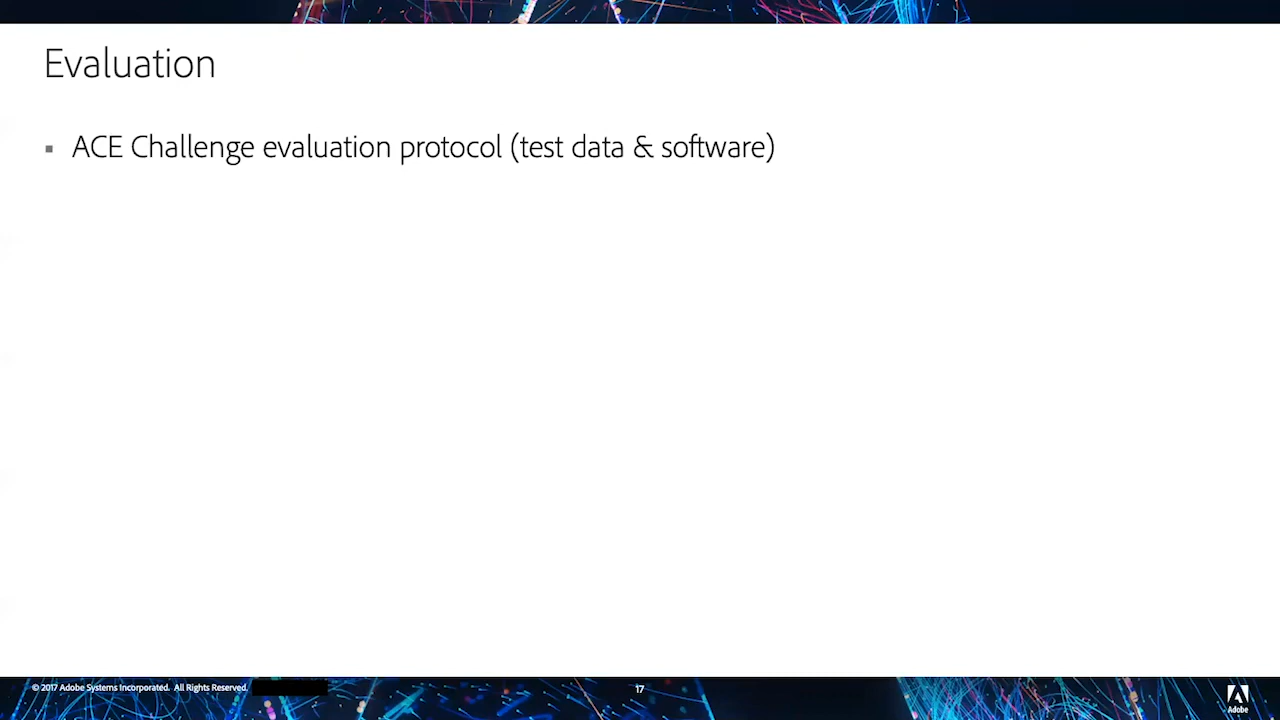 Evaluation
▪ ACE Challenge evaluation protocol (test data & software)
© 2017 Adobe Systems Incorporated. All Rights Reserved.
17
Adobe